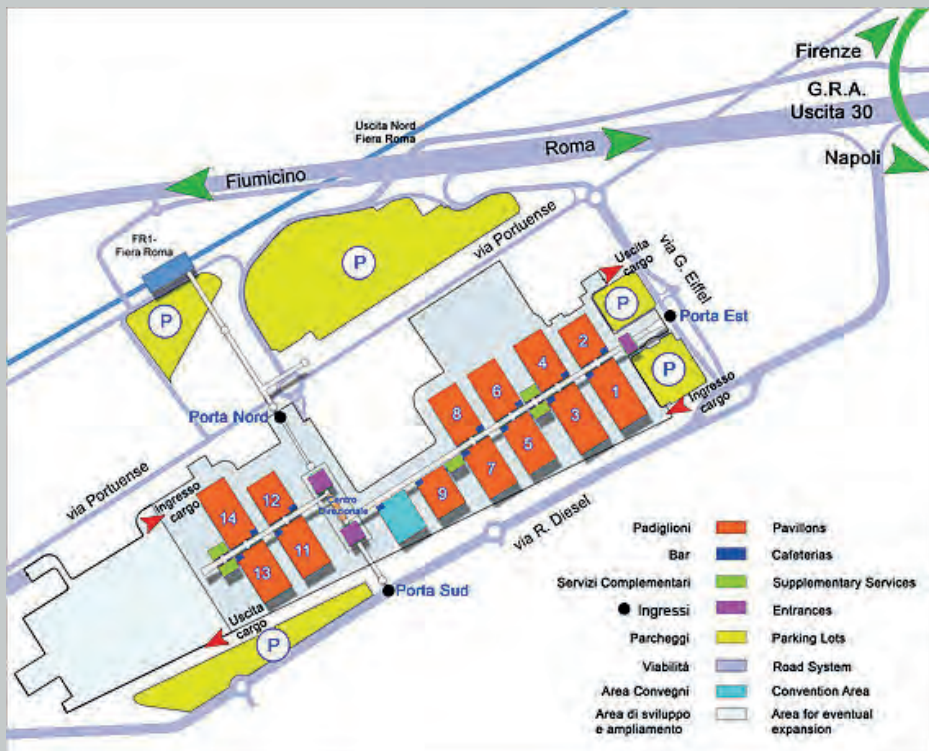 Firenze
G.R.A.
Uscita 30
Napoli
Uscita Nord
Fiera Roma
Roma
Fiumicino
FR1-
Fiera Roma
P
P
via Portuense
via G. Eiffel
Uscita
cargo
P
Porta Est
P
Ingresso
cargo
2
4
6
8
1
3
5
7
9
Porta Nord
via Portuense
Ingresso
cargo
14
12
13
11
Centro
Direzionale
via R. Diesel
Porta Sud
Uscita
cargo
P
Padiglioni Pavillons
Bar Cafeterias
Servizi Complementari Supplementary Services
Ingressi Entrances
Parcheggi Parking Lots
Viabilità Road System
Area Convegni Convention Area
Area di sviluppo Area for eventual
e ampliamento expansion